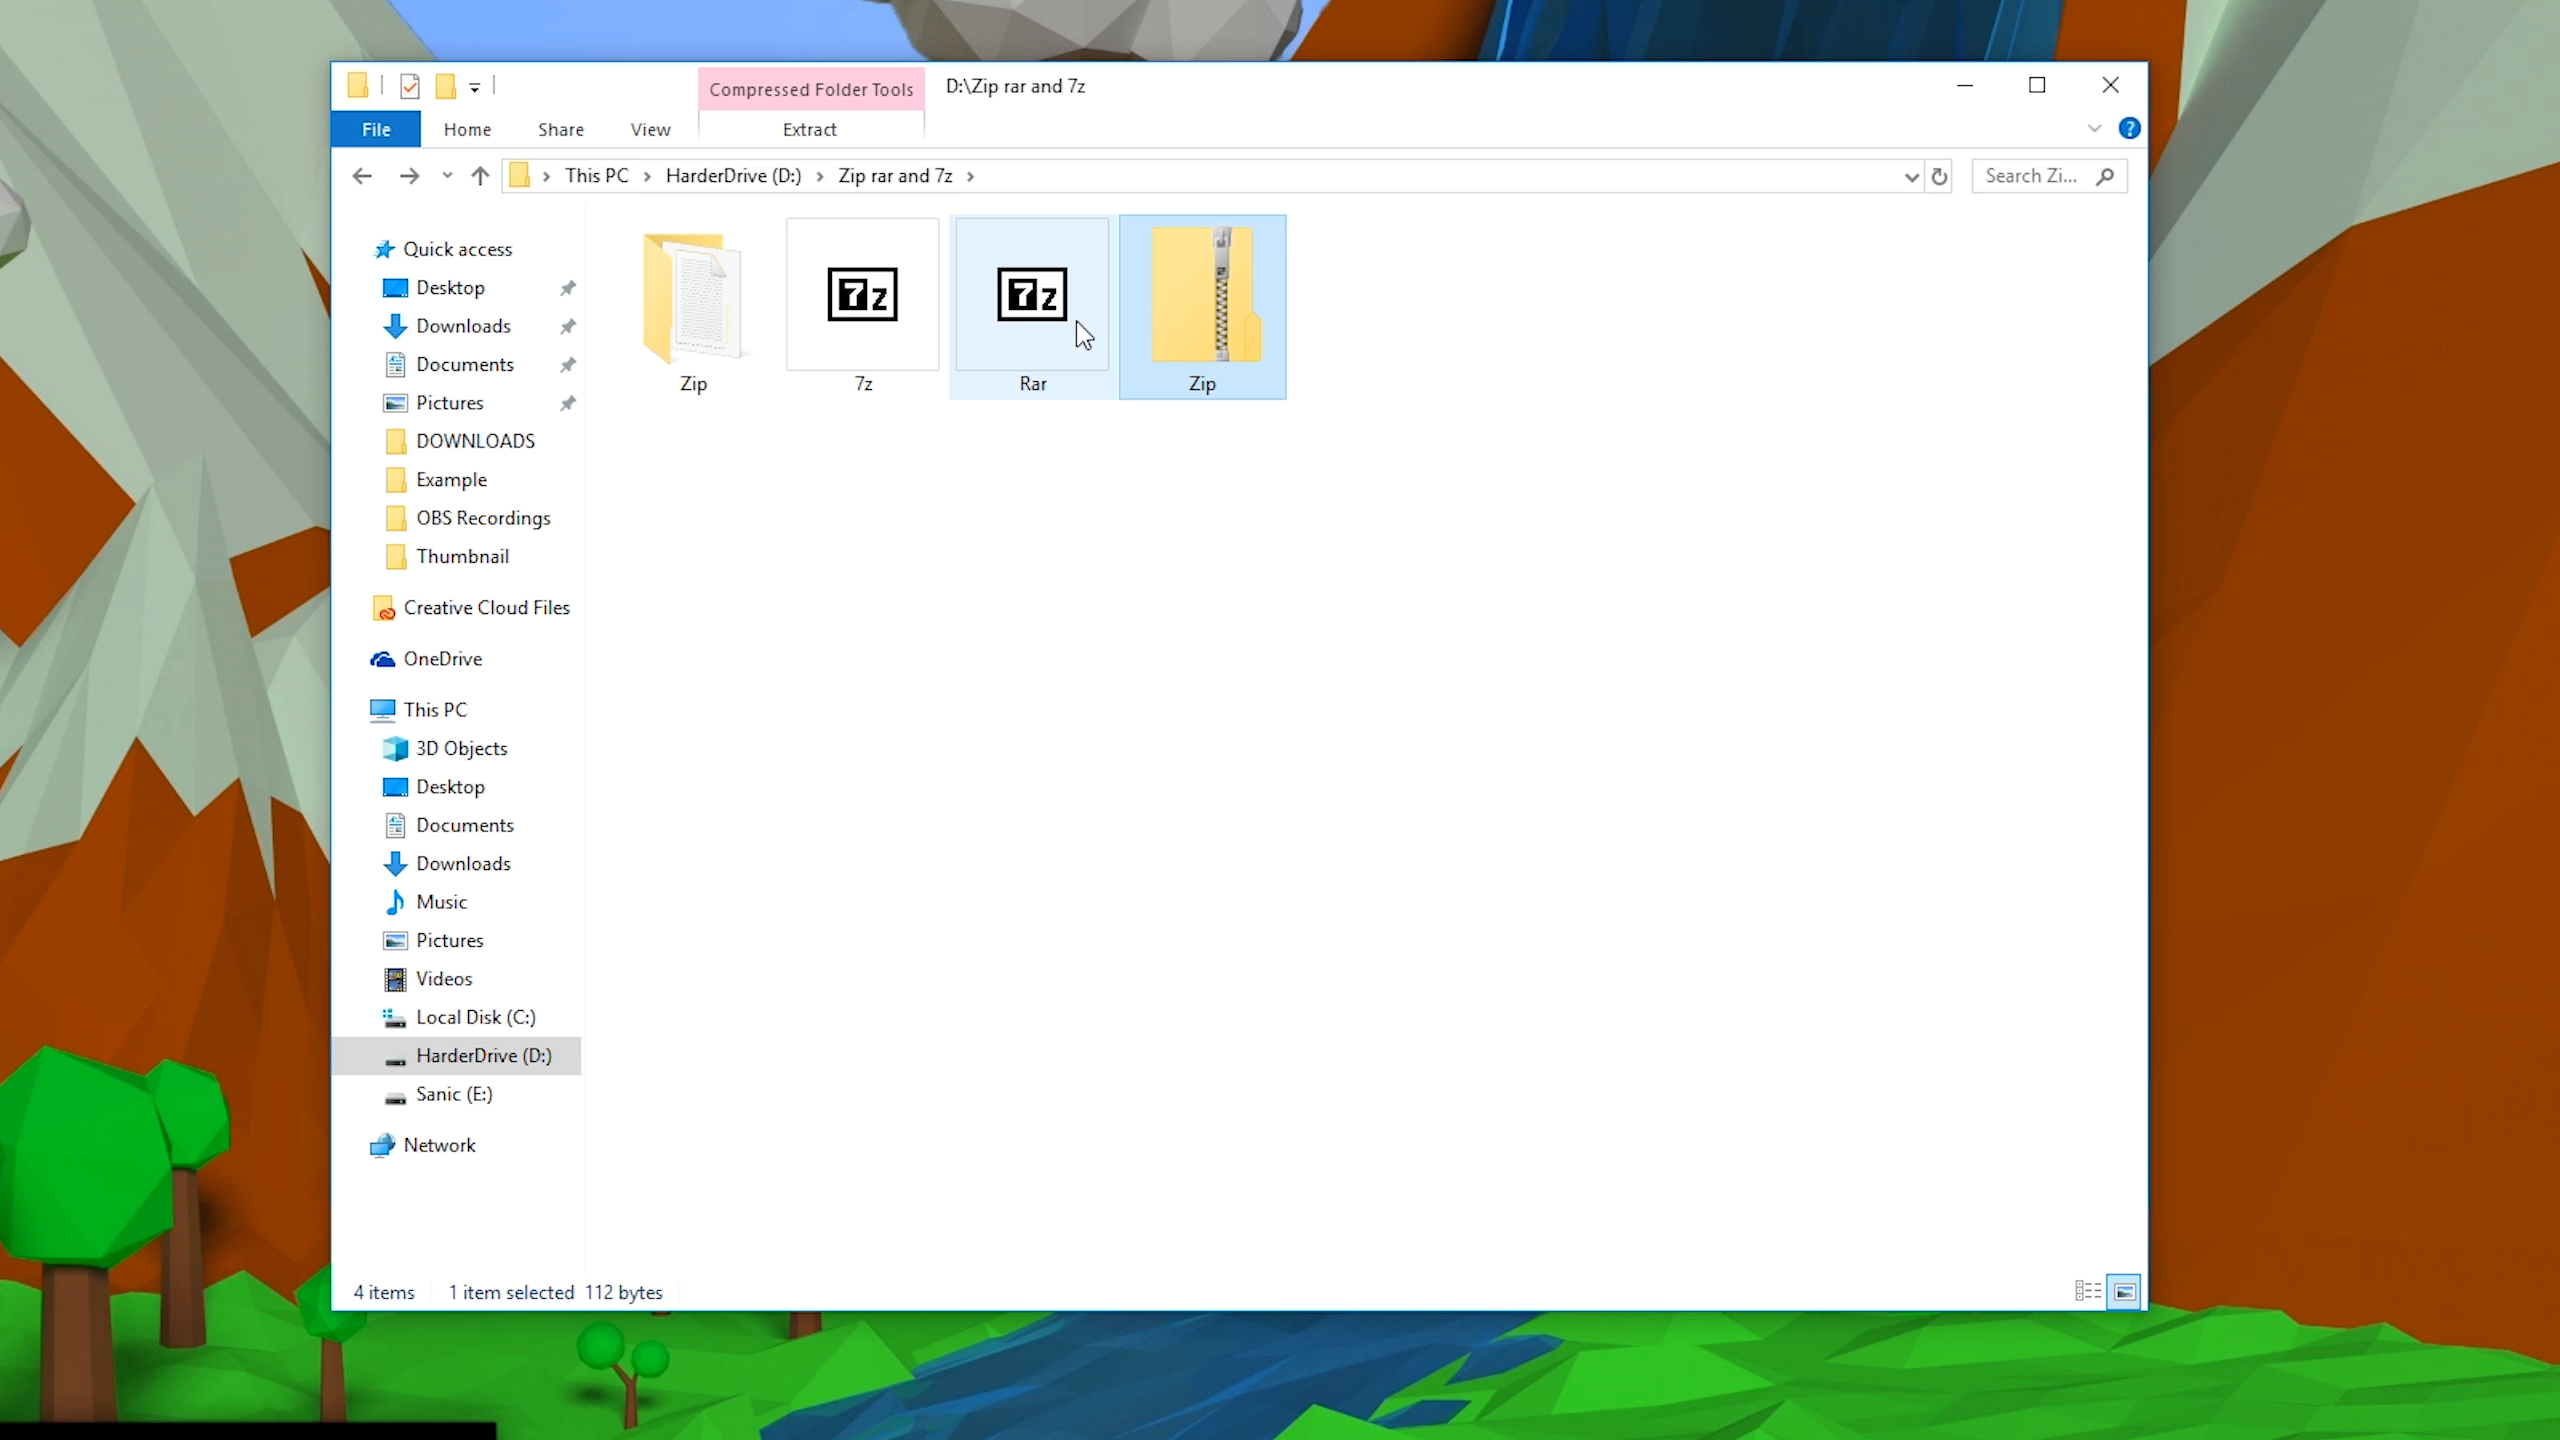 Compressed Folder Tools
D:\Zip rar and 7z
File
Home
Share
View
Extract
This PC
HarderDrive (D:)
Zip rar and 7z
Search Zi...
Quick access
Desktop
Downloads
Documents
Pictures
DOWNLOADS
Example
OBS Recordings
Thumbnail
Creative Cloud Files
OneDrive
This PC
3D Objects
Desktop
Documents
Downloads
Music
Pictures
Videos
Local Disk (C:)
HarderDrive (D:)
Sanic (E:)
Network
7z
7z
Zip
7z
Rar
Zip
4 items
1 item selected 112 bytes